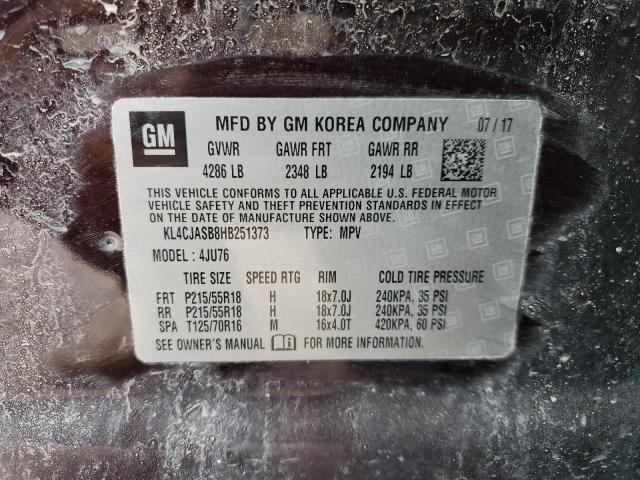 GM MFD BY GM KOREA COMPANY 07/17
GVWR GAWR FRT GAWR RR
4286 LB 2348 LB 2194 LB
THIS VEHICLE CONFORMS TO ALL APPLICABLE U.S. FEDERAL MOTOR
VEHICLE SAFETY AND THEFT PREVENTION STANDARDS IN EFFECT ON
THE DATE OF MANUFACTURE SHOWN ABOVE.
KL4CJASB8HB251373 TYPE: MPV
MODEL: 4JU76
TIRE SIZE SPEED RTG RIM COLD TIRE PRESSURE
FRT P215/55R18 H 18x7.0J 240KPA, 35 PSI
RR P215/55R18 H 18x7.0J 240KPA, 35 PSI
SPA T125/70R16 M 16x4.0T 420KPA, 60 PSI
SEE OWNER'S MANUAL FOR MORE INFORMATION.